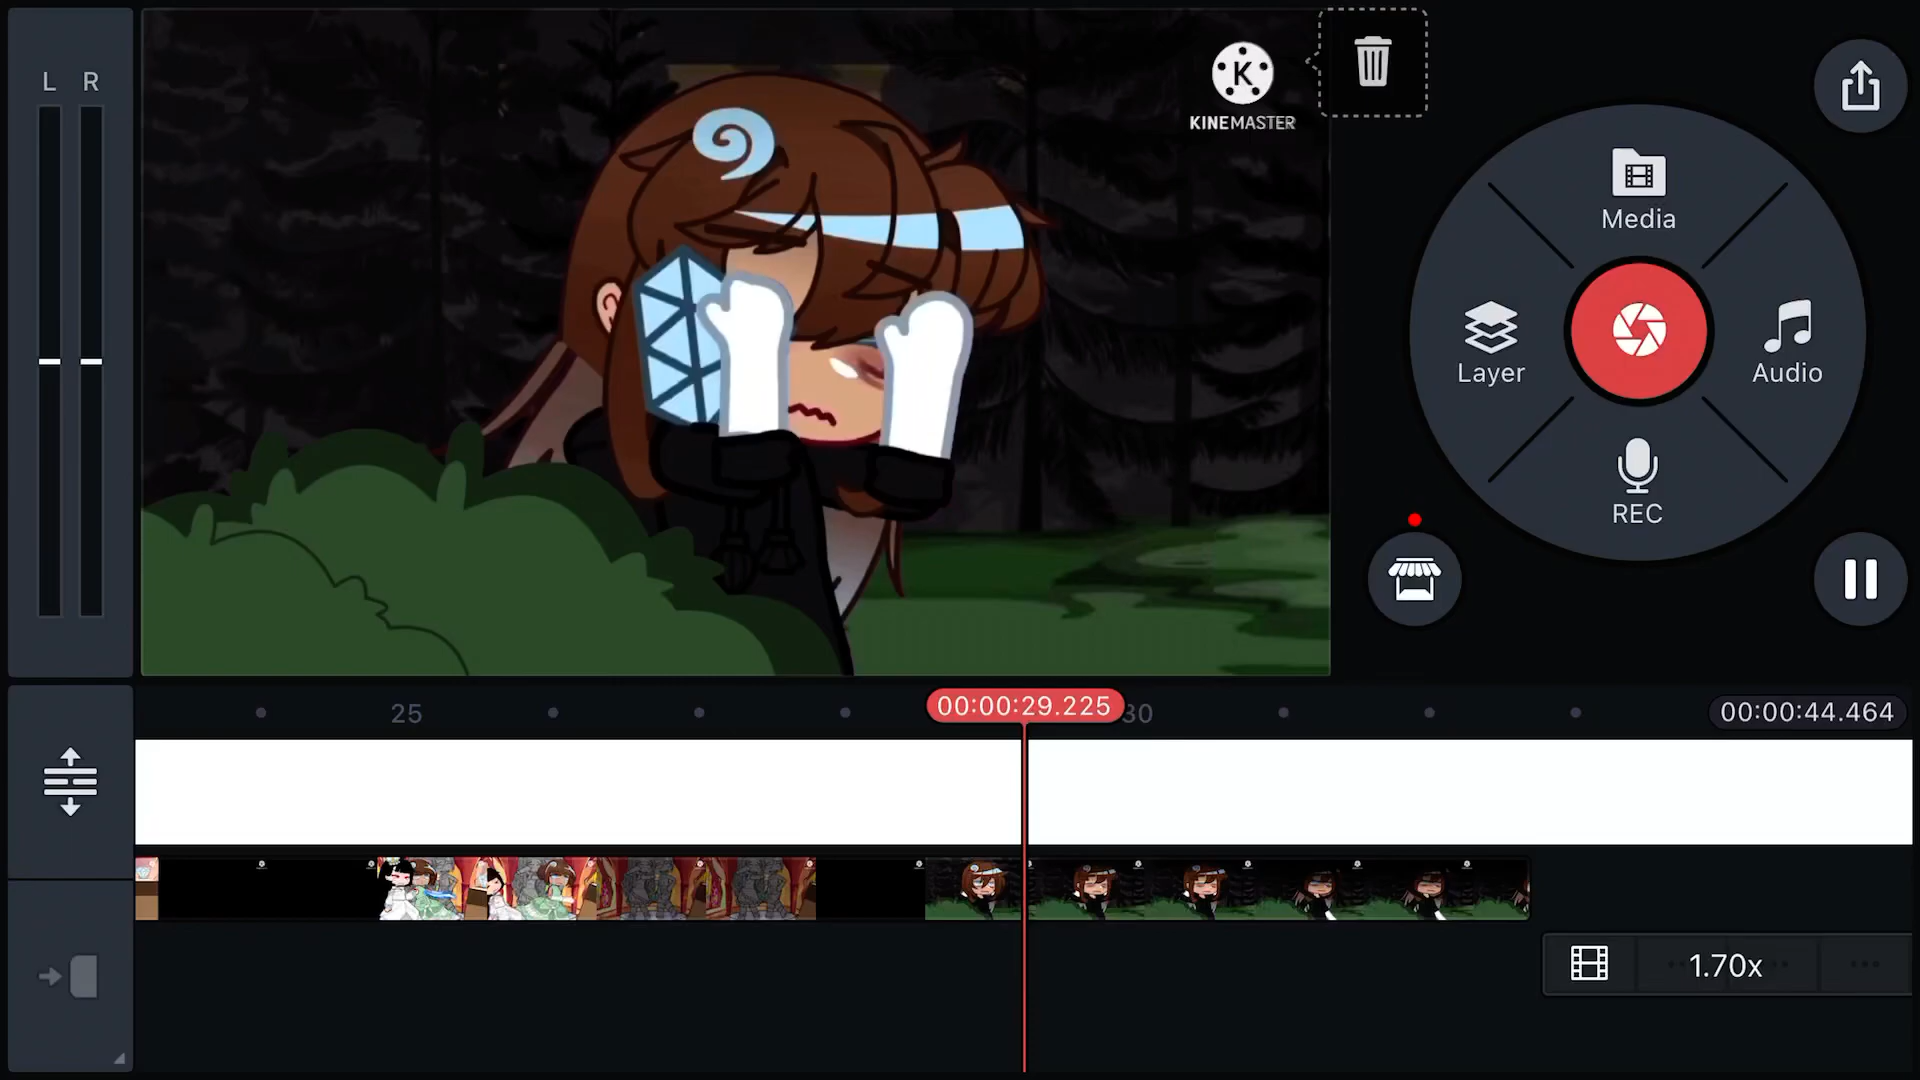 L R
K
KINEMASTER
Media
Layer
Audio
REC
25
00:00:29.225
30
00:00:44.464
1.70x